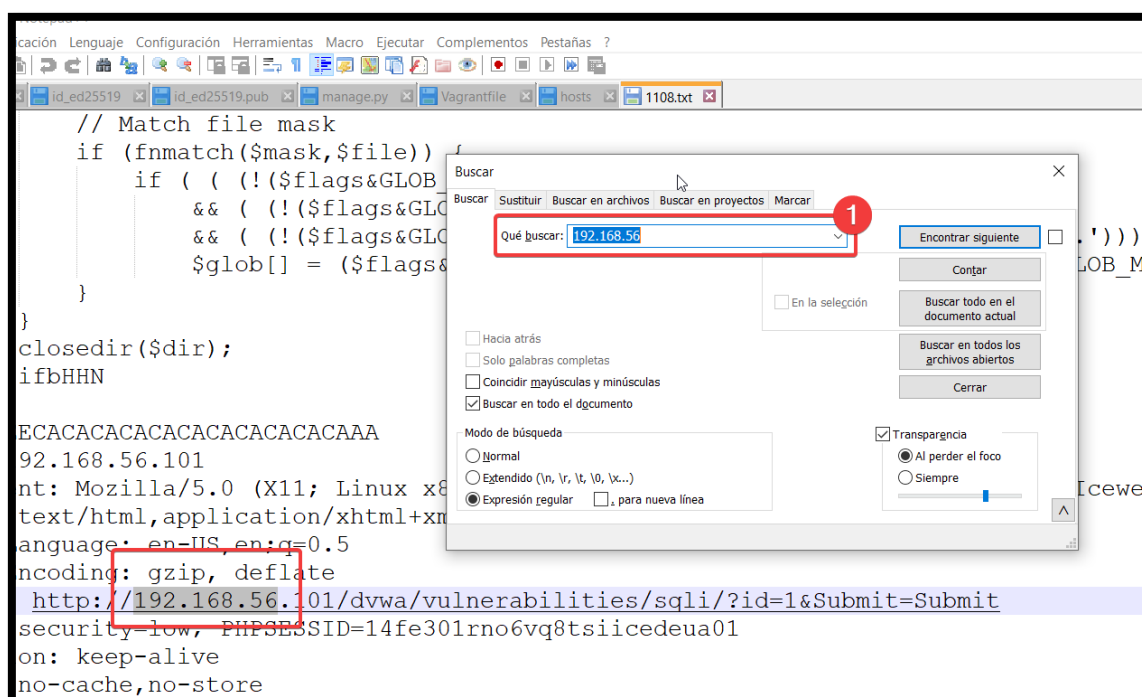 icación Lenguaje Configuración Herramientas Macro Ejecutar Complementos Pestañas ?
id_ed25519 id_ed25519.pub manage.py Vagrantfile hosts 1108.txt
// Match file mask
if (fnmatch($mask,$file)) {
if ( ( (!($flags&GLOB_
&& ( (!($flags&GLO
&& ( (!($flags&GLO .')))
$glob[] = ($flags& LOB_M
}
}
closedir($dir);
ifbHHN
ECACACACACACACACACACACAAA
92.168.56.101
nt: Mozilla/5.0 (X11; Linux x8 Icewe
text/html,application/xhtml+xm
anguage: en-US,en;q=0.5
ncoding: gzip, deflate
http://192.168.56.101/dvwa/vulnerabilities/sqli/?id=1&Submit=Submit
security=low, PHPSESSID=14fe301rno6vq8tsiicedeua01
on: keep-alive
no-cache,no-store
Buscar
Buscar Sustituir Buscar en archivos Buscar en proyectos Marcar
1
Qué buscar: 192.168.56
Encontrar siguiente
Contar
En la selección
Buscar todo en el
documento actual
Buscar en todos los
archivos abiertos
Cerrar
Hacia atrás
Solo palabras completas
Coincidir mayúsculas y minúsculas
Buscar en todo el documento
Modo de búsqueda
Normal
Extendido (\n, \r, \t, \0, \x...)
Expresión regular . para nueva línea
Transparencia
Al perder el foco
Siempre